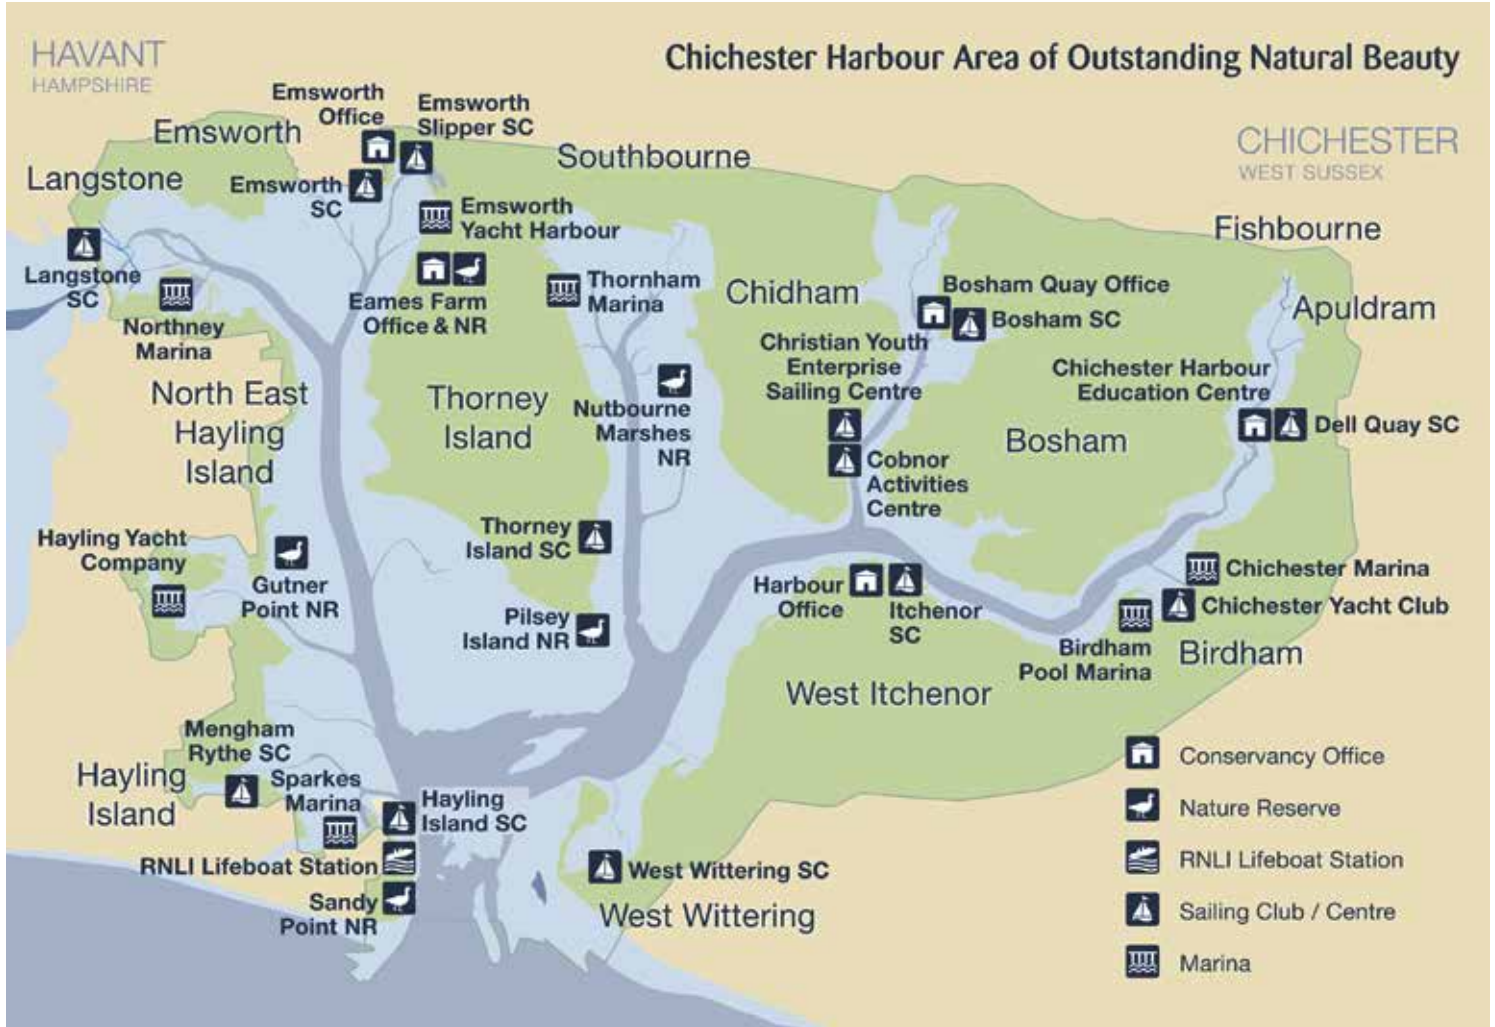 HAVANT
HAMPSHIRE
Chichester Harbour Area of Outstanding Natural Beauty
CHICHESTER
WEST SUSSEX
Emsworth
Office
Emsworth
Slipper SC
Emsworth
Southbourne
Langstone
Emsworth
SC
Emsworth
Yacht Harbour
Fishbourne
Langstone
SC
Northney
Marina
Eames Farm
Office & NR
Thornham
Marina
Chidham
Bosham Quay Office
Bosham SC
Apuldram
Christian Youth
Enterprise
Sailing Centre
Chichester Harbour
Education Centre
Dell Quay SC
North East
Hayling
Island
Thorney
Island
Nutbourne
Marshes
NR
Bosham
Cobnor
Activities
Centre
Hayling Yacht
Company
Gutner
Point NR
Thorney
Island SC
Pilsey
Island NR
Harbour
Office
Itchenor
SC
Chichester Marina
Chichester Yacht Club
Birdham
Pool Marina
Birdham
West Itchenor
Mengham
Rythe SC
Hayling
Island
Sparkes
Marina
Hayling
Island SC
RNLI Lifeboat Station
Sandy
Point NR
West Wittering SC
West Wittering
Conservancy Office
Nature Reserve
RNLI Lifeboat Station
Sailing Club / Centre
Marina